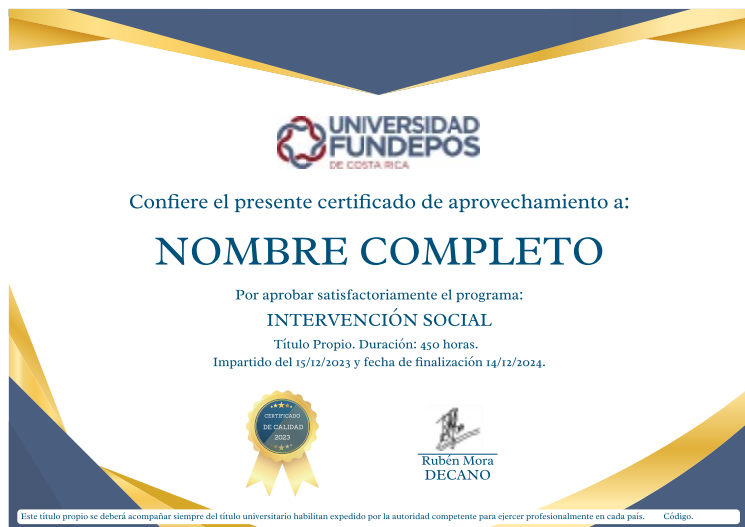 UNIVERSIDAD
FUNDEPOS
DE COSTA RICA
Confiere el presente certificado de aprovechamiento a:
NOMBRE COMPLETO
Por aprobar satisfactoriamente el programa:
INTERVENCIÓN SOCIAL
Título Propio. Duración: 450 horas.
Impartido del 15/12/2023 y fecha de finalización 14/12/2024.
CERTIFICADO
DE CALIDAD
2023
Rubén Mora
DECANO
Este título propio se deberá acompañar siempre del título universitario habilitan expedido por la autoridad competente para ejercer profesionalmente en cada país. Código.